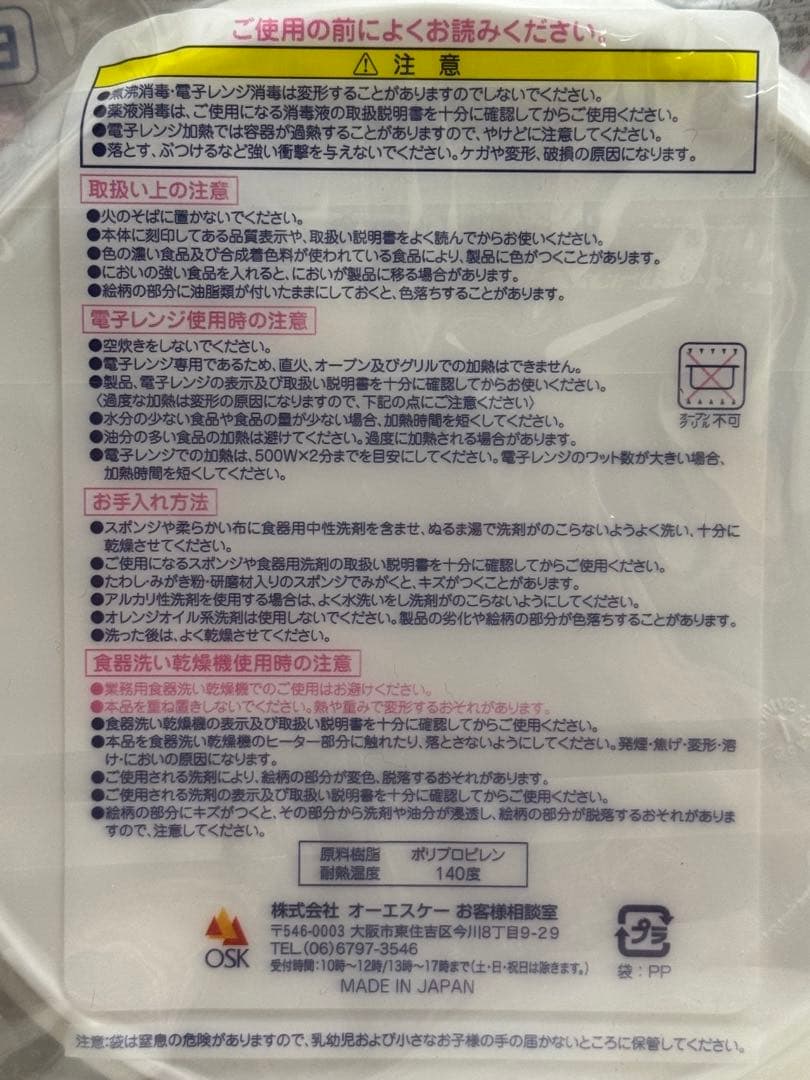 ご使用の前によくお読みください。
⚠ 注 意
●煮沸消毒・電子レンジ消毒は変形することがありますのでしないでください。
●薬液消毒は、ご使用になる消毒液の取扱説明書を十分に確認してからご使用ください。
●電子レンジ加熱では容器が過熱することがありますので、やけどに注意してください。
●落とす、ぶつけるなど強い衝撃を与えないでください。ケガや変形、破損の原因になります。
取扱い上の注意
●火のそばに置かないでください。
●本体に刻印してある品質表示や、取扱い説明書をよく読んでからお使いください。
●色の濃い食品及び合成着色料が使われている食品により、製品に色がつくことがあります。
●においの強い食品を入れると、においが製品に移る場合があります。
●絵柄の部分に油脂類が付いたままにしておくと、色落ちすることがあります。
電子レンジ使用時の注意
●空炊きをしないでください。
●電子レンジ専用であるため、直火、オーブン及びグリルでの加熱はできません。
●製品、電子レンジの表示及び取扱い説明書を十分に確認してからお使いください。
〈過度な加熱は変形の原因になりますので、下記の点にご注意ください〉
●水分の少ない食品や食品の量が少ない場合、加熱時間を短くしてください。
●油分の多い食品の加熱は避けてください。過度に加熱される場合があります。
●電子レンジでの加熱は、500W×2分までを目安にしてください。電子レンジのワット数が大きい場合、
加熱時間を短くしてください。
オーブン
グリル不可
お手入れ方法
●スポンジや柔らかい布に食器用中性洗剤を含ませ、ぬるま湯で洗剤がのこらないようよく洗い、十分に
乾燥させてください。
●ご使用になるスポンジや食器用洗剤の取扱い説明書を十分に確認してからご使用ください。
●たわし・みがき粉・研磨材入りのスポンジでみがくと、キズがつくことがあります。
●アルカリ性洗剤を使用する場合は、よく水洗いをし洗剤がのこらないようにしてください。
●オレンジオイル系洗剤は使用しないでください。製品の劣化や絵柄の部分が色落ちすることがあります。
●洗った後は、よく乾燥させてください。
食器洗い乾燥機使用時の注意
●業務用食器洗い乾燥機でのご使用はお避けください。
●本品を重ね置きしないでください。熱や重みで変形するおそれがあります。
●食器洗い乾燥機の表示及び取扱い説明書を十分に確認してからご使用ください。
●本品を食器洗い乾燥機のヒーター部分に触れたり、落とさないようにしてください。発煙・焦げ・変形・溶
け・においの原因になります。
●ご使用される洗剤により、絵柄の部分が変色、脱落するおそれがあります。
●ご使用される洗剤の表示及び取扱い説明書を十分に確認してからご使用ください。
●絵柄の部分にキズがつくと、その部分から洗剤や油分が浸透し、絵柄の部分が脱落するおそれがありま
すので、注意してください。
原料樹脂 ポリプロピレン
耐熱温度 140度
OSK
株式会社 オーエスケー お客様相談室
〒546-0003 大阪市東住吉区今川8丁目9-29
TEL.(06)6797-3546
受付時間:10時〜12時/13時〜17時まで(土・日・祝日は除きます。)
MADE IN JAPAN
プラ
袋:PP
注意:袋は窒息の危険がありますので、乳幼児および小さなお子様の手の届かないところに保管してください。